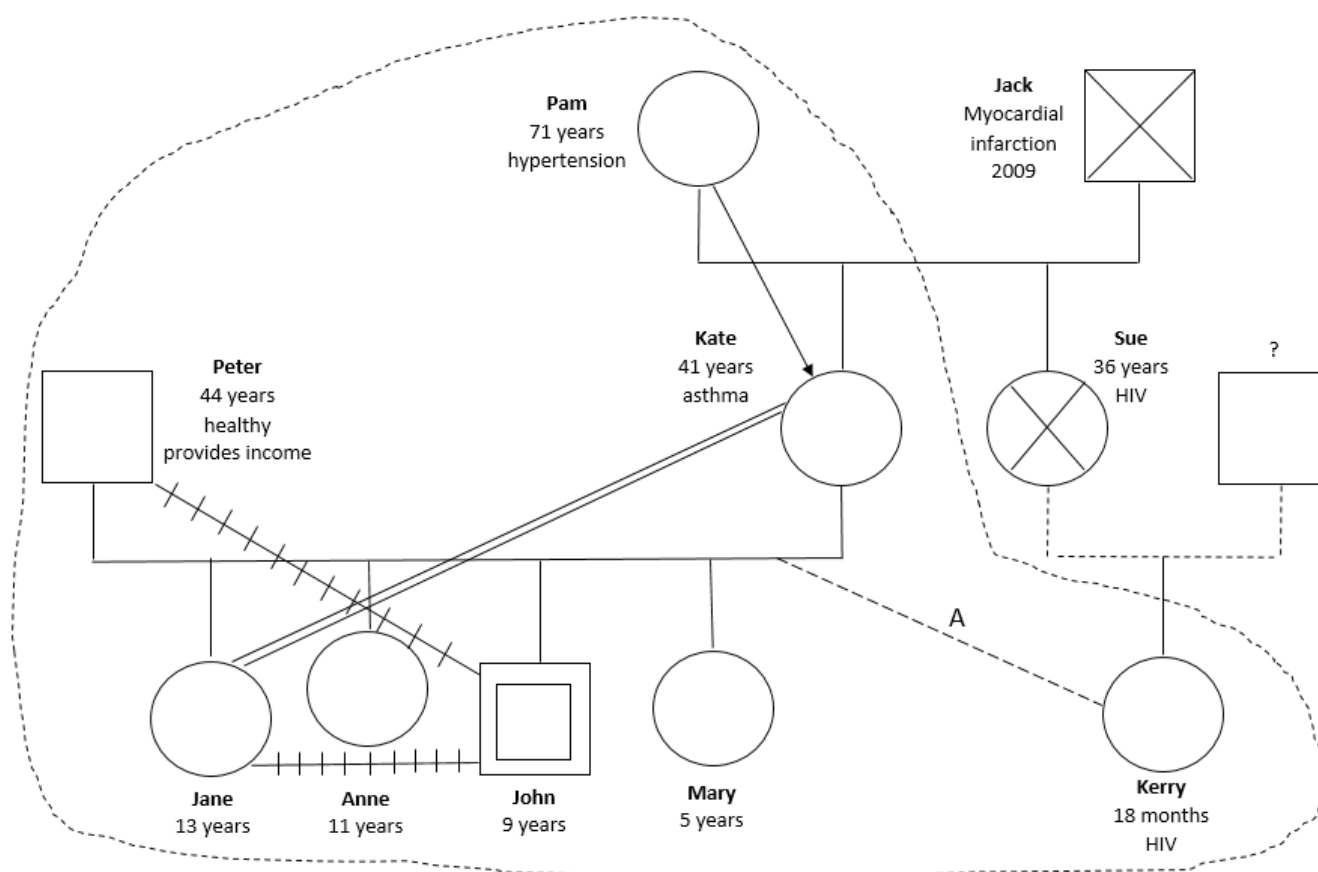 Pam
71 years
hypertension
Jack
Myocardial
infarction
2009
Peter
44 years
healthy
provides income
Kate
41 years
asthma
Sue
36 years
HIV
?
A
Jane
13 years
Anne
11 years
John
9 years
Mary
5 years
Kerry
18 months
HIV